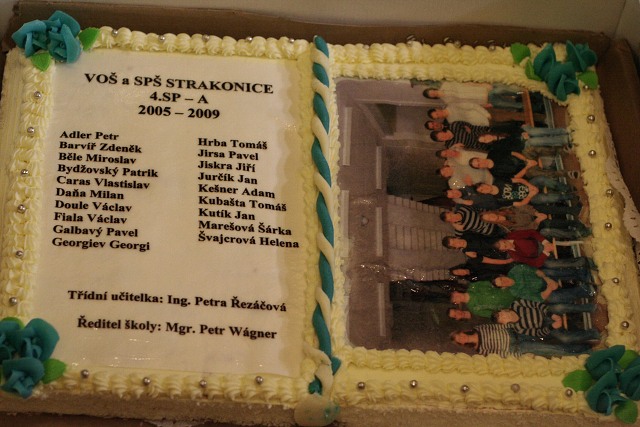 VOŠ a SPŠ STRAKONICE
4.SP – A
2005 – 2009
Adler Petr
Barvíř Zdeněk
Běle Miroslav
Bydžovský Patrik
Caras Vlastislav
Daňa Milan
Doule Václav
Fiala Václav
Galbavý Pavel
Georgiev Georgi
Hrba Tomáš
Jirsa Pavel
Jiskra Jiří
Jurčík Jan
Kešner Adam
Kubašta Tomáš
Kutík Jan
Marešová Šárka
Švajcrová Helena
Třídní učitelka: Ing. Petra Řezáčová
Ředitel školy: Mgr. Petr Wágner